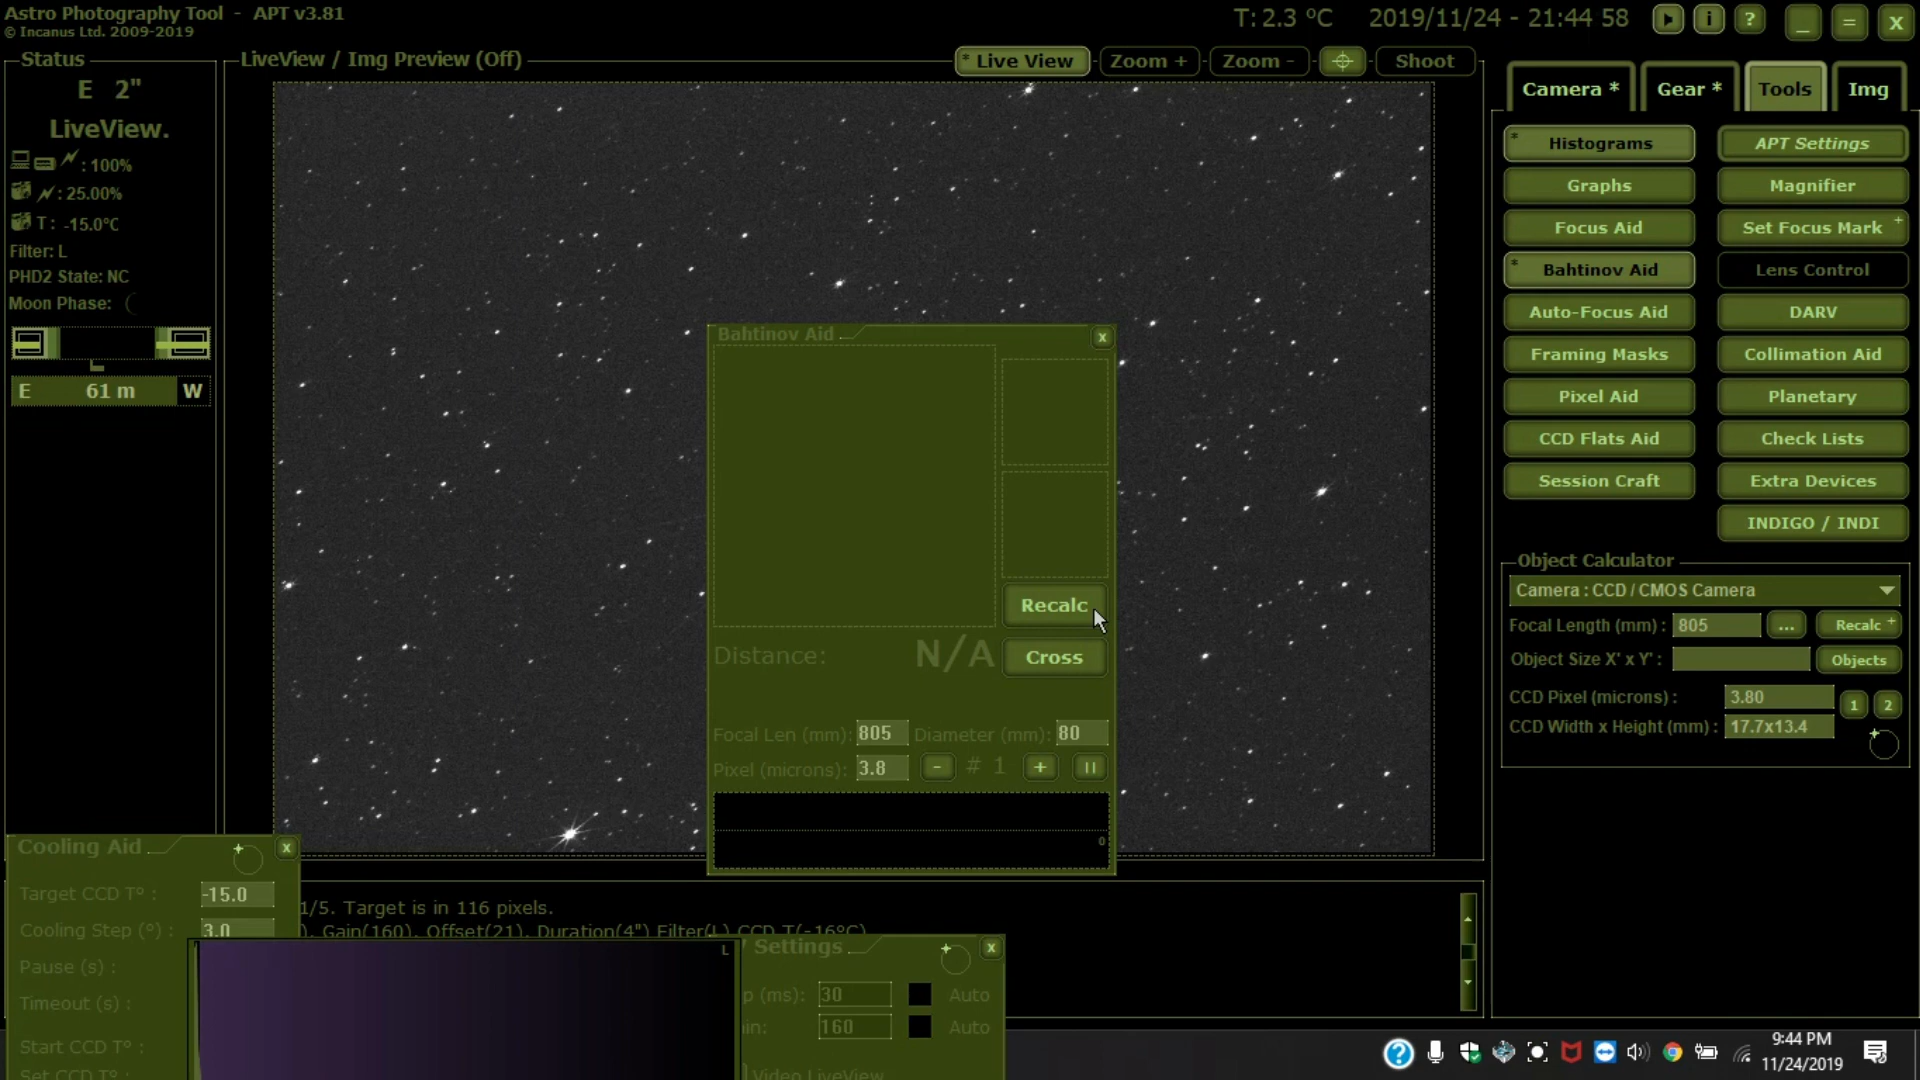 Astro Photography Tool - APT v3.81
© Incanus Ltd. 2009-2019
T: 2.3 °C 2019/11/24 - 21:44 58
i ? _ = X
Status
E 2"
LiveView.
: 100%
: 25.00%
T : -15.0°C
Filter: L
PHD2 State: NC
Moon Phase:
E 61 m W
LiveView / Img Preview (Off)
* Live View
Zoom +
Zoom -
Shoot
Camera *
Gear *
Tools
Img
* Histograms
APT Settings
Graphs
Magnifier
Focus Aid
Set Focus Mark +
* Bahtinov Aid
Lens Control
Auto-Focus Aid
DARV
Framing Masks
Collimation Aid
Pixel Aid
Planetary
CCD Flats Aid
Check Lists
Session Craft
Extra Devices
INDIGO / INDI
Object Calculator
Camera : CCD / CMOS Camera
Focal Length (mm) : 805 ... Recalc +
Object Size X' x Y' : Objects
CCD Pixel (microns) : 3.80 1 2
CCD Width x Height (mm) : 17.7x13.4
Bahtinov Aid x
Recalc
Distance: N/A Cross
Focal Len (mm): 805 Diameter (mm): 80
Pixel (microns): 3.8 - # 1 + II
0
Cooling Aid x
Target CCD T° : -15.0
Cooling Step (°) : 3.0
Pause (s) :
Timeout (s) :
Start CCD T° :
Set CCD T° :
1/5. Target is in 116 pixels.
), Gain(160), Offset(21), Duration(4") Filter(L) CCD T(-16°C)
L
Settings x
p (ms): 30 Auto
in: 160 Auto
Video LiveView
9:44 PM
11/24/2019